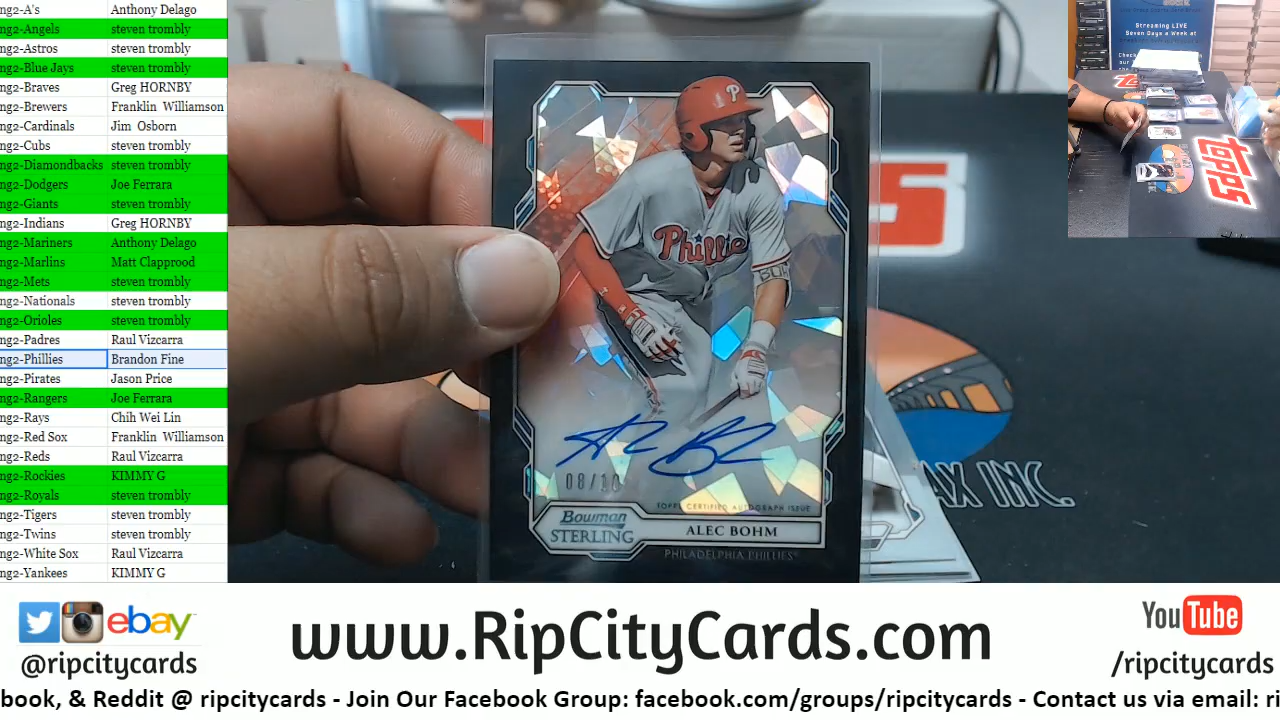 ng2-A's Anthony Delago
ng2-Angels steven trombly
ng2-Astros steven trombly
ng2-Blue Jays steven trombly
ng2-Braves Greg HORNBY
ng2-Brewers Franklin Williamson
ng2-Cardinals Jim Osborn
ng2-Cubs steven trombly
ng2-Diamondbacks steven trombly
ng2-Dodgers Joe Ferrara
ng2-Giants steven trombly
ng2-Indians Greg HORNBY
ng2-Mariners Anthony Delago
ng2-Marlins Matt Clapprood
ng2-Mets steven trombly
ng2-Nationals steven trombly
ng2-Orioles steven trombly
ng2-Padres Raul Vizcarra
ng2-Phillies Brandon Fine
ng2-Pirates Jason Price
ng2-Rangers Joe Ferrara
ng2-Rays Chih Wei Lin
ng2-Red Sox Franklin Williamson
ng2-Reds Raul Vizcarra
ng2-Rockies KIMMY G
ng2-Royals steven trombly
ng2-Tigers steven trombly
ng2-Twins steven trombly
ng2-White Sox Raul Vizcarra
ng2-Yankees KIMMY G
P
Phillies
BOHM
08/10
TOPPS CERTIFIED AUTOGRAPH ISSUE
Bowman
STERLING
ALEC BOHM
PHILADELPHIA PHILLIES
S
AX INC.
Streaming LIVE
Seven Days a Week at
topps
ebay
@ripcitycards
www.RipCityCards.com
YouTube
/ripcitycards
book, & Reddit @ ripcitycards - Join Our Facebook Group: facebook.com/groups/ripcitycards - Contact us via email: ri